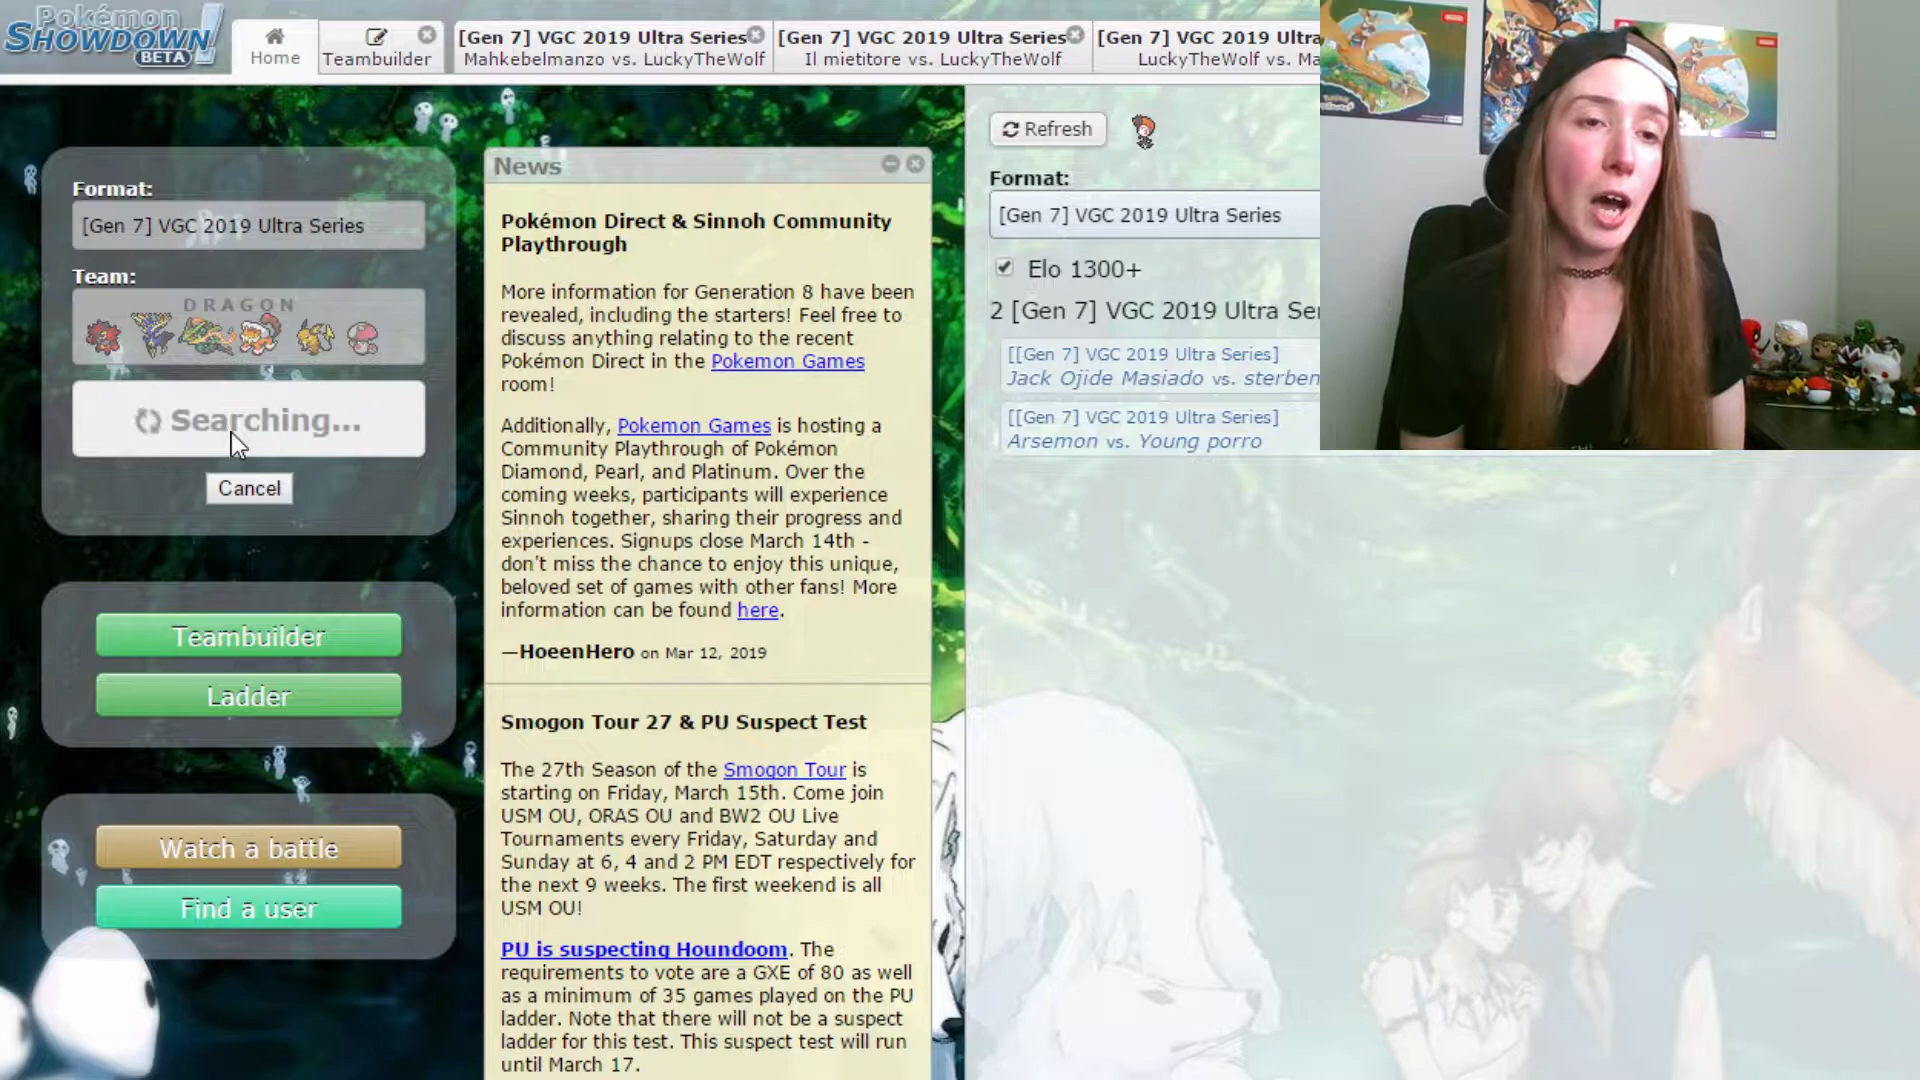 Pokémon
SHOWDOWN!
BETA
Home
Teambuilder
[Gen 7] VGC 2019 Ultra Series
Mahkebelmanzo vs. LuckyTheWolf
[Gen 7] VGC 2019 Ultra Series
Il mietitore vs. LuckyTheWolf
[Gen 7] VGC 2019 Ultra
LuckyTheWolf vs. Ma
Format:
[Gen 7] VGC 2019 Ultra Series
Team:
DRAGON
Searching...
Cancel
Teambuilder
Ladder
Watch a battle
Find a user
News
Pokémon Direct & Sinnoh Community
Playthrough
More information for Generation 8 have been
revealed, including the starters! Feel free to
discuss anything relating to the recent
Pokémon Direct in the Pokemon Games
room!
Additionally, Pokemon Games is hosting a
Community Playthrough of Pokémon
Diamond, Pearl, and Platinum. Over the
coming weeks, participants will experience
Sinnoh together, sharing their progress and
experiences. Signups close March 14th -
don't miss the chance to enjoy this unique,
beloved set of games with other fans! More
information can be found here.
—HoeenHero on Mar 12, 2019
Smogon Tour 27 & PU Suspect Test
The 27th Season of the Smogon Tour is
starting on Friday, March 15th. Come join
USM OU, ORAS OU and BW2 OU Live
Tournaments every Friday, Saturday and
Sunday at 6, 4 and 2 PM EDT respectively for
the next 9 weeks. The first weekend is all
USM OU!
PU is suspecting Houndoom. The
requirements to vote are a GXE of 80 as well
as a minimum of 35 games played on the PU
ladder. Note that there will not be a suspect
ladder for this test. This suspect test will run
until March 17.
Refresh
Format:
[Gen 7] VGC 2019 Ultra Series
Elo 1300+
2 [Gen 7] VGC 2019 Ultra Ser
[[Gen 7] VGC 2019 Ultra Series]
Jack Ojide Masiado vs. sterben
[[Gen 7] VGC 2019 Ultra Series]
Arsemon vs. Young porro